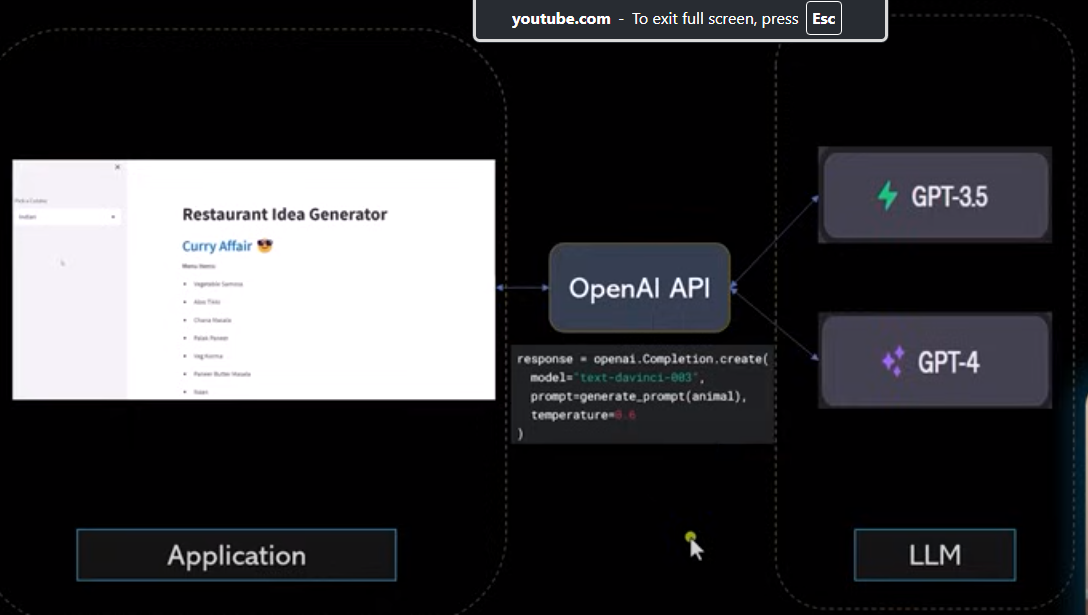 youtube.com - To exit full screen, press Esc
Pick a Cuisine
Indian
Restaurant Idea Generator
Curry Affair 😎
Menu Items:
• Vegetable Samosa
• Aloo Tikki
• Chana Masala
• Palak Paneer
• Veg Korma
• Paneer Butter Masala
• Naan
OpenAI API
response = openai.Completion.create(
model="text-davinci-003",
prompt=generate_prompt(animal),
temperature=0.6
)
GPT-3.5
GPT-4
Application
LLM